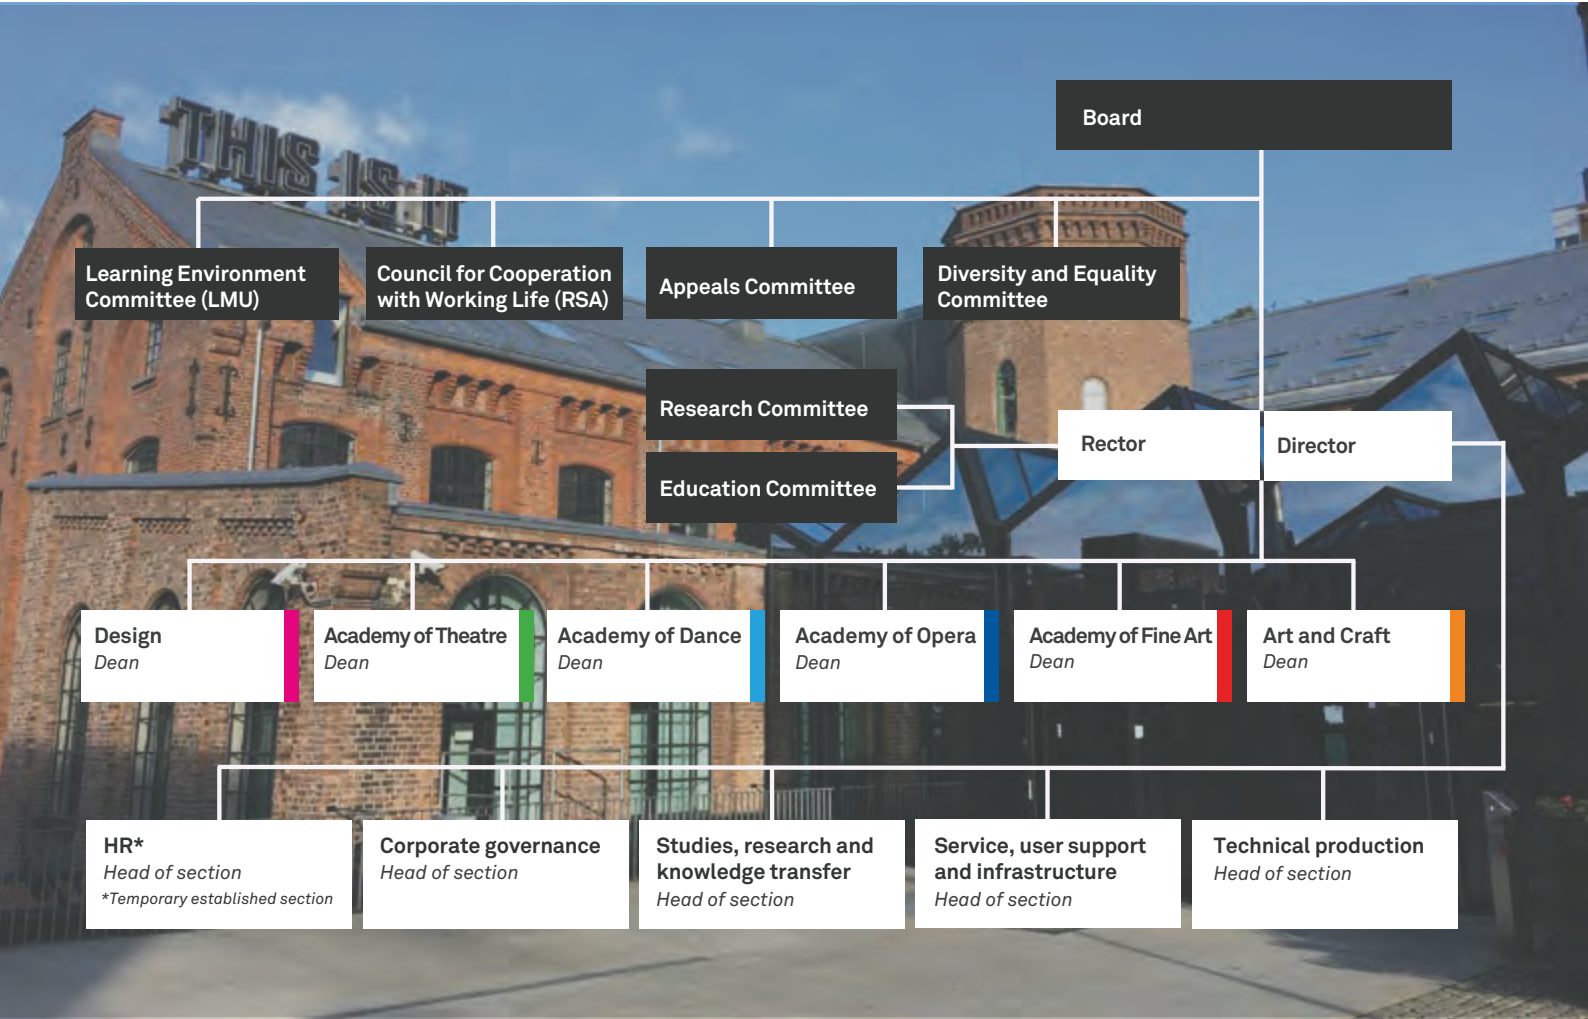 THIS IS IT
Board
Learning Environment
Committee (LMU)
Council for Cooperation
with Working Life (RSA)
Appeals Committee
Diversity and Equality
Committee
Research Committee
Education Committee
Rector
Director
Design
Dean
Academy of Theatre
Dean
Academy of Dance
Dean
Academy of Opera
Dean
Academy of Fine Art
Dean
Art and Craft
Dean
HR*
Head of section
*Temporary established section
Corporate governance
Head of section
Studies, research and
knowledge transfer
Head of section
Service, user support
and infrastructure
Head of section
Technical production
Head of section